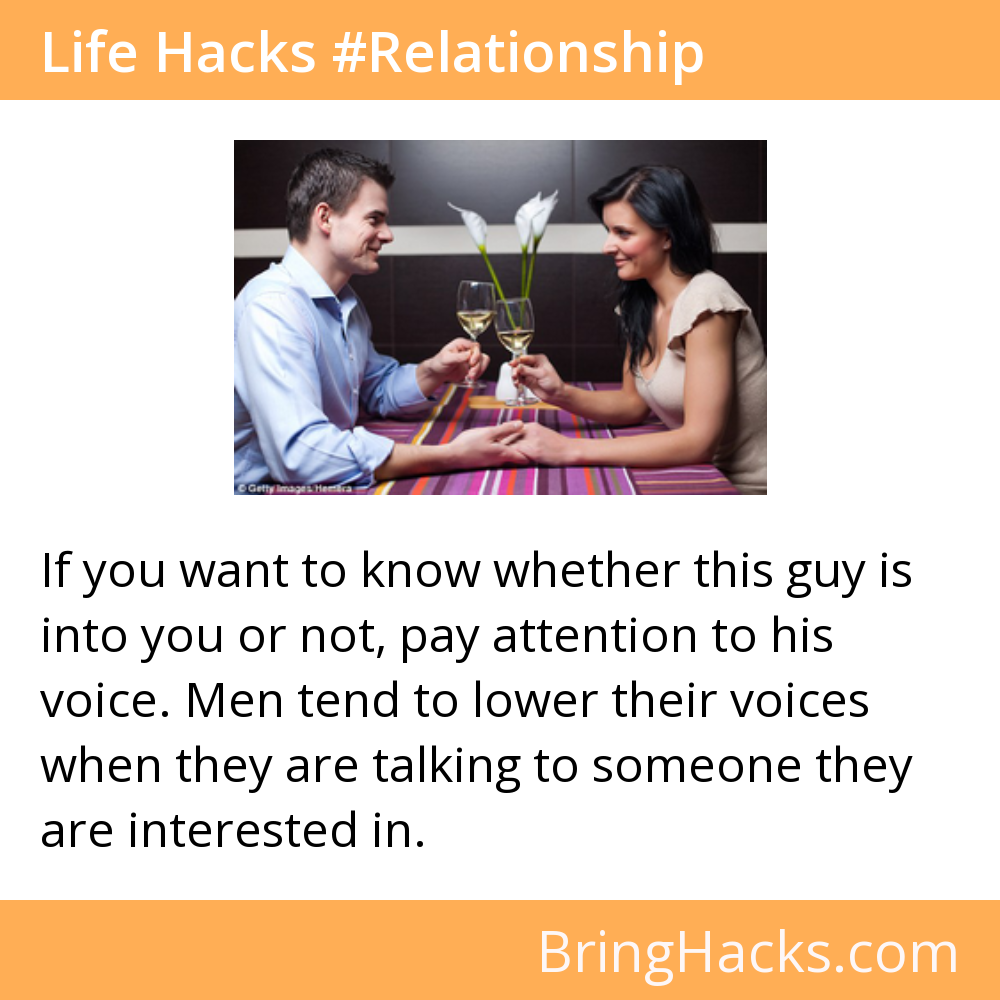 Life Hacks #Relationship
© Getty Images/Hemera
If you want to know whether this guy is
into you or not, pay attention to his
voice. Men tend to lower their voices
when they are talking to someone they
are interested in.
BringHacks.com